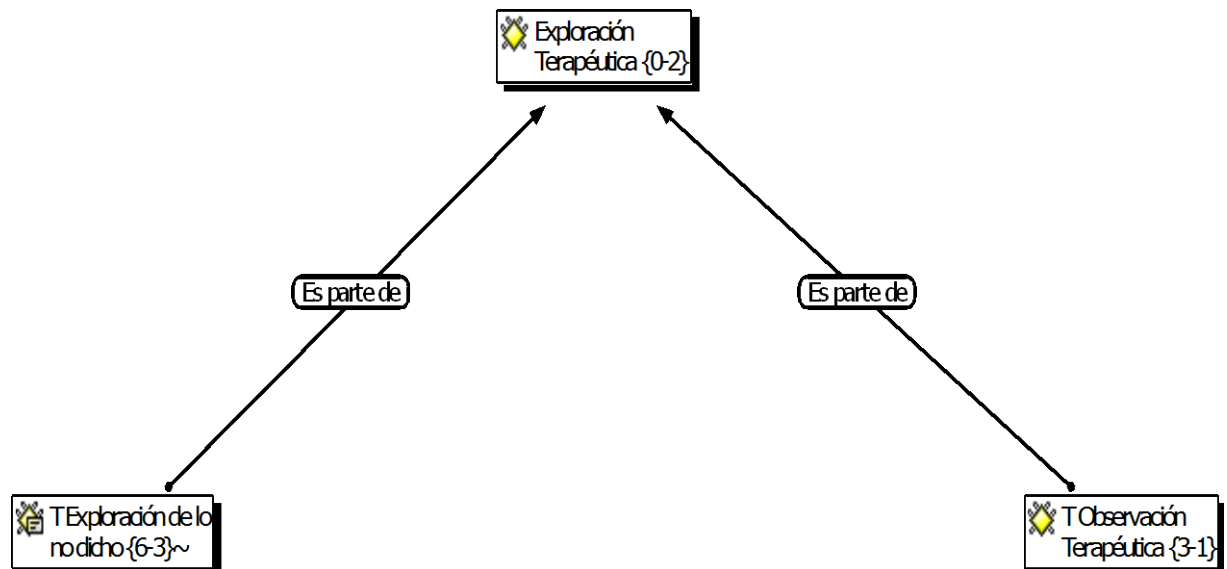 Exploración
Terapéutica {0-2}
Es parte de
Es parte de
T Exploración de lo
no dicho {6-3}~
T Observación
Terapéutica {3-1}